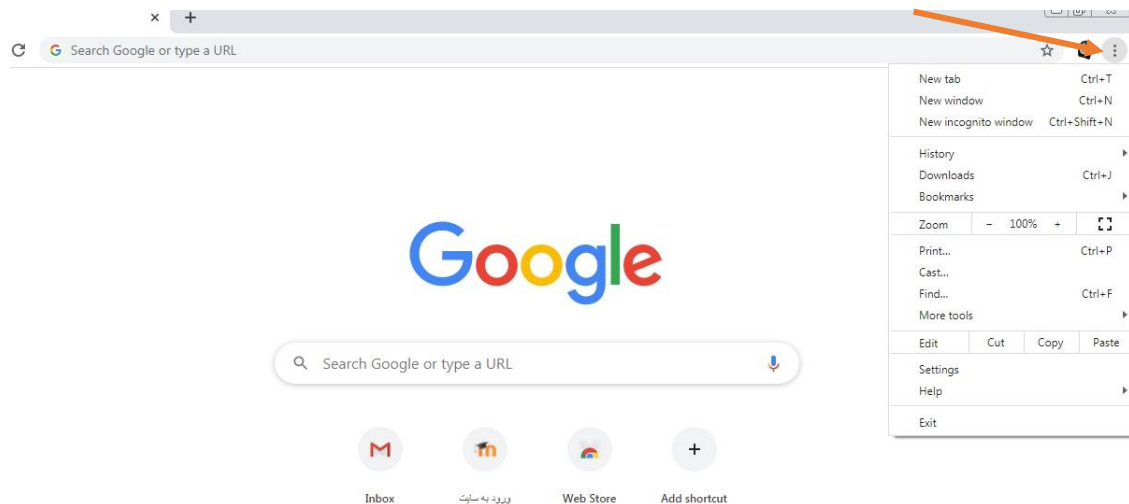 Search Google or type a URL
New tab Ctrl+T
New window Ctrl+N
New incognito window Ctrl+Shift+N
History
Downloads Ctrl+J
Bookmarks
Zoom - 100% +
Print... Ctrl+P
Cast...
Find... Ctrl+F
More tools
Edit Cut Copy Paste
Settings
Help
Exit
Google
Search Google or type a URL
Inbox ورود به سایت Web Store Add shortcut